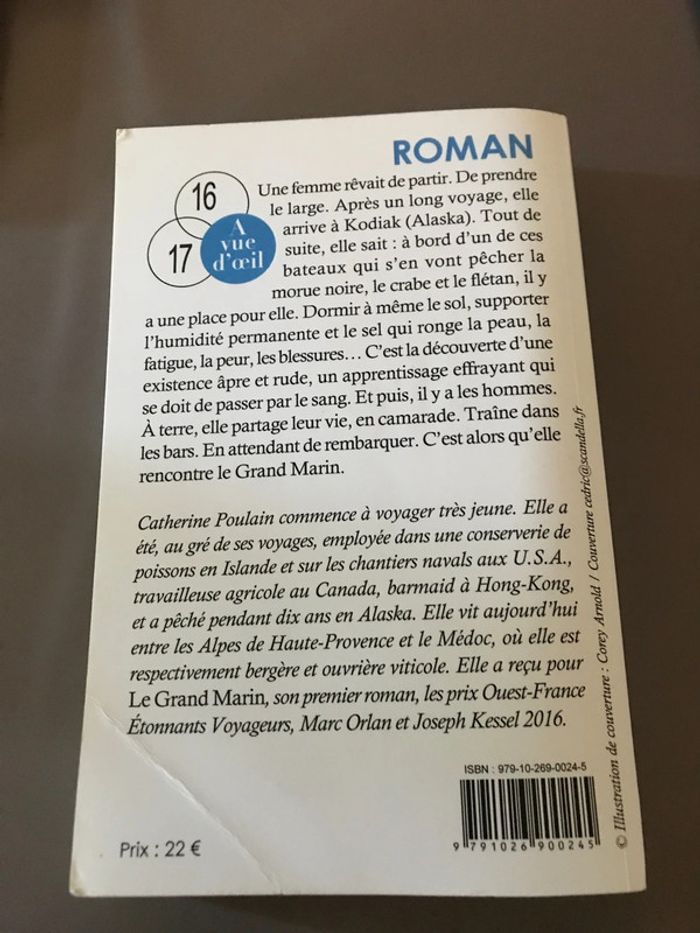 ROMAN
16
17
A
vue
d'œil
Une femme rêvait de partir. De prendre
le large. Après un long voyage, elle
arrive à Kodiak (Alaska). Tout de
suite, elle sait : à bord d'un de ces
bateaux qui s'en vont pêcher la
morue noire, le crabe et le flétan, il y
a une place pour elle. Dormir à même le sol, supporter
l'humidité permanente et le sel qui ronge la peau, la
fatigue, la peur, les blessures... C'est la découverte d'une
existence âpre et rude, un apprentissage effrayant qui
se doit de passer par le sang. Et puis, il y a les hommes.
À terre, elle partage leur vie, en camarade. Traîne dans
les bars. En attendant de rembarquer. C'est alors qu'elle
rencontre le Grand Marin.
Catherine Poulain commence à voyager très jeune. Elle a
été, au gré de ses voyages, employée dans une conserverie de
poissons en Islande et sur les chantiers navals aux U.S.A.,
travailleuse agricole au Canada, barmaid à Hong-Kong,
et a pêché pendant dix ans en Alaska. Elle vit aujourd'hui
entre les Alpes de Haute-Provence et le Médoc, où elle est
respectivement bergère et ouvrière viticole. Elle a reçu pour
Le Grand Marin, son premier roman, les prix Ouest-France
Étonnants Voyageurs, Marc Orlan et Joseph Kessel 2016.
© Illustration de couverture : Corey Arnold / Couverture cedric@scandella.fr
ISBN : 979-10-269-0024-5
9 791026 900245
Prix : 22 €